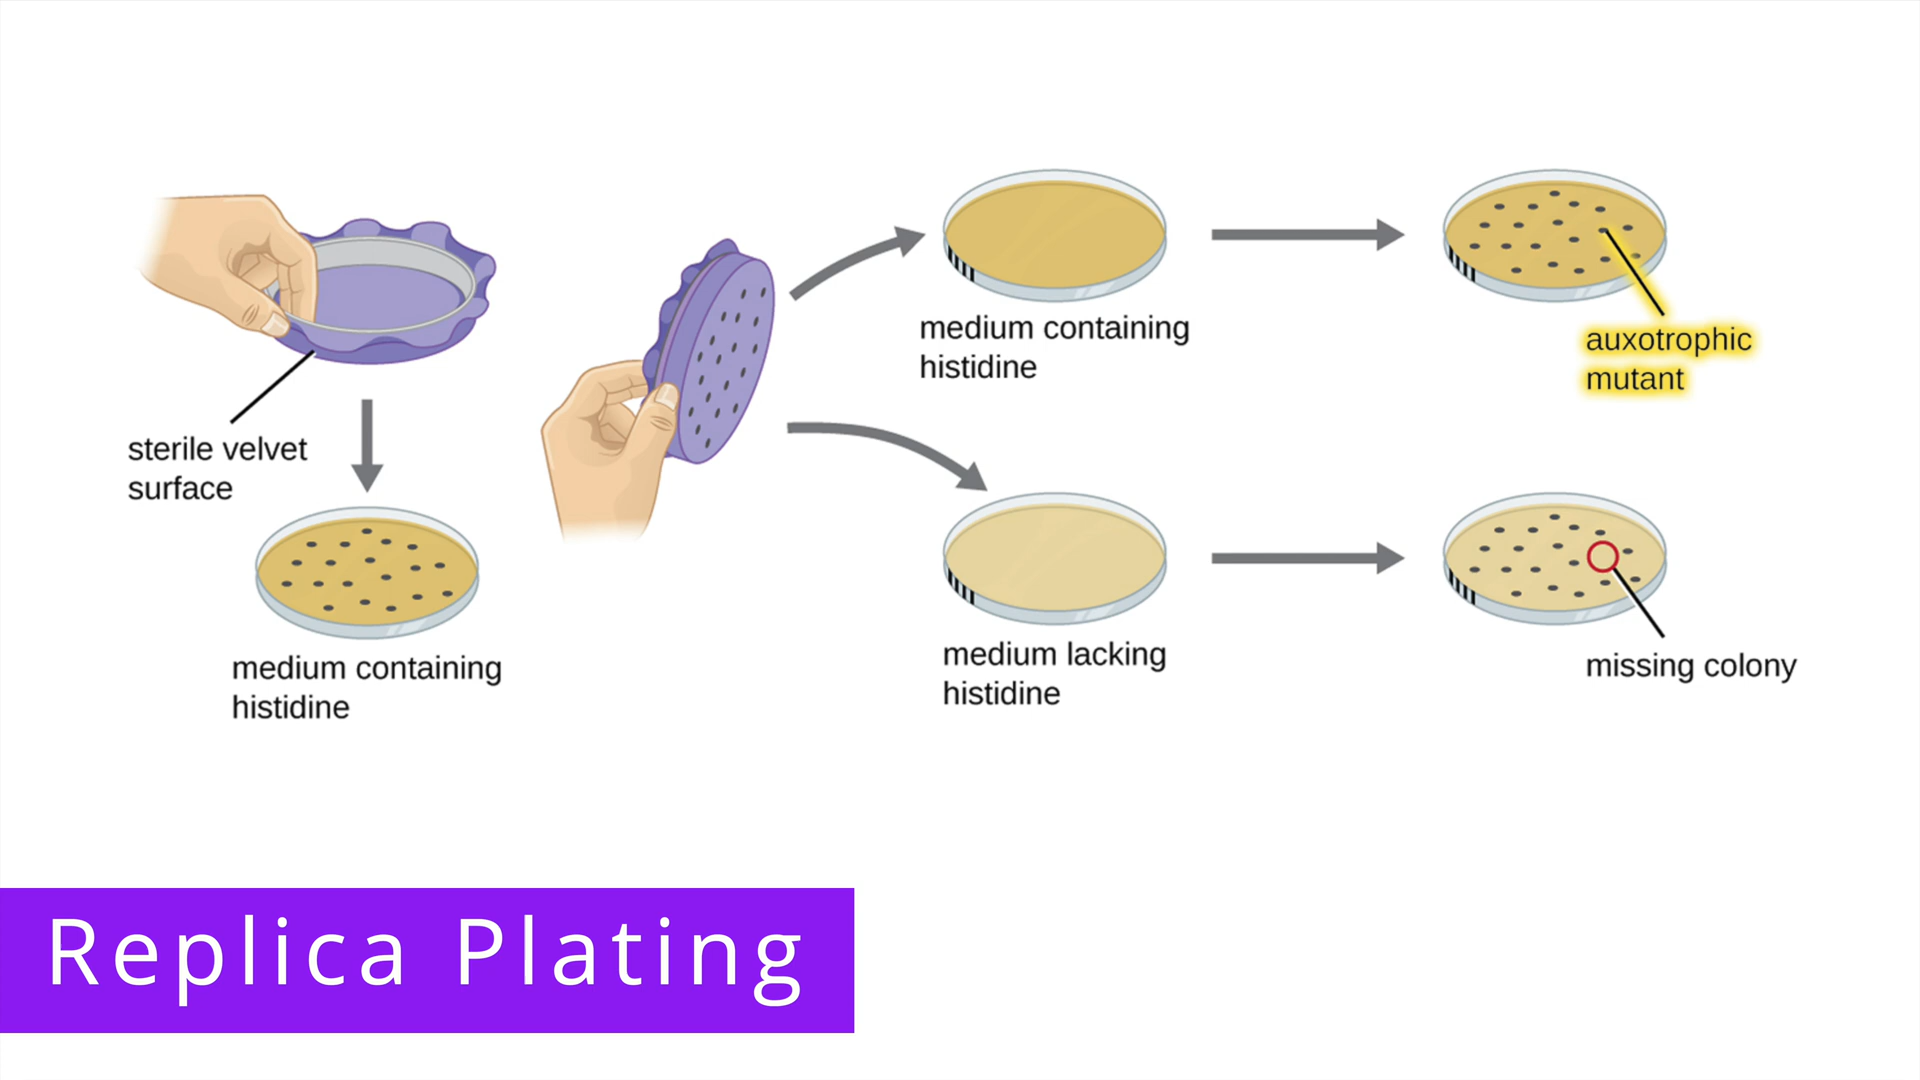 sterile velvet
surface
medium containing
histidine
medium containing
histidine
medium lacking
histidine
auxotrophic
mutant
missing colony
Replica Plating